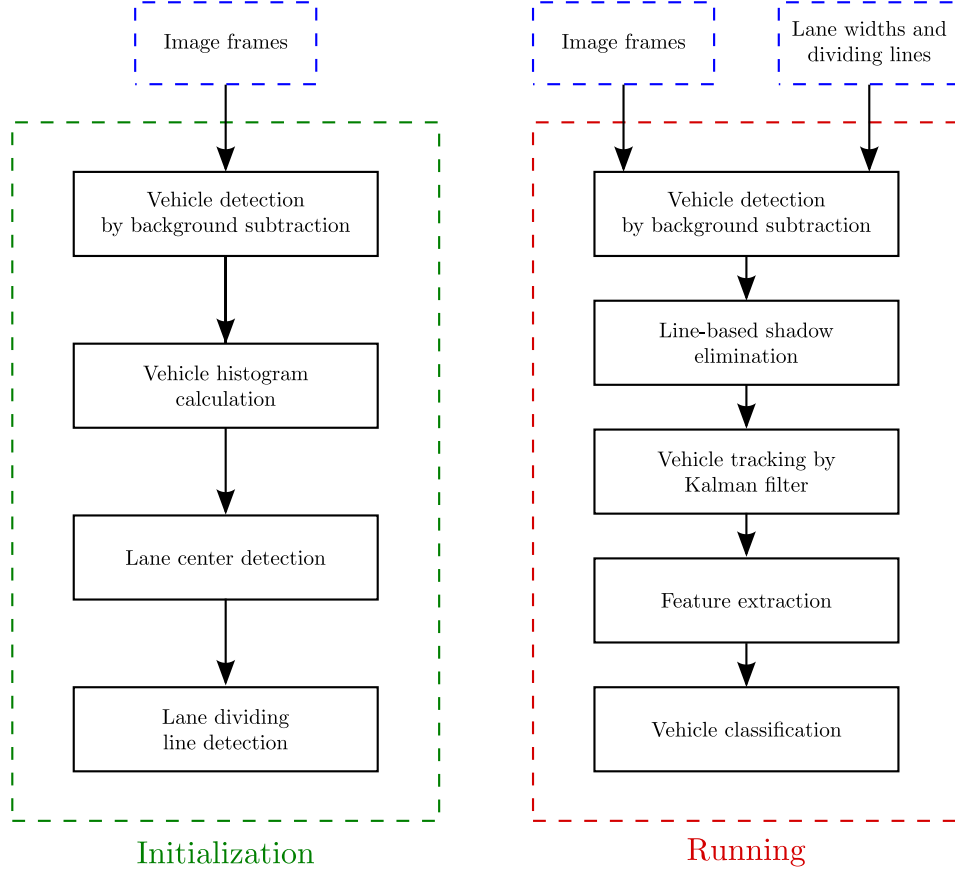 Image frames
Vehicle detection
by background subtraction
Vehicle histogram
calculation
Lane center detection
Lane dividing
line detection
Initialization
Image frames
Lane widths and
dividing lines
Vehicle detection
by background subtraction
Line-based shadow
elimination
Vehicle tracking by
Kalman filter
Feature extraction
Vehicle classification
Running